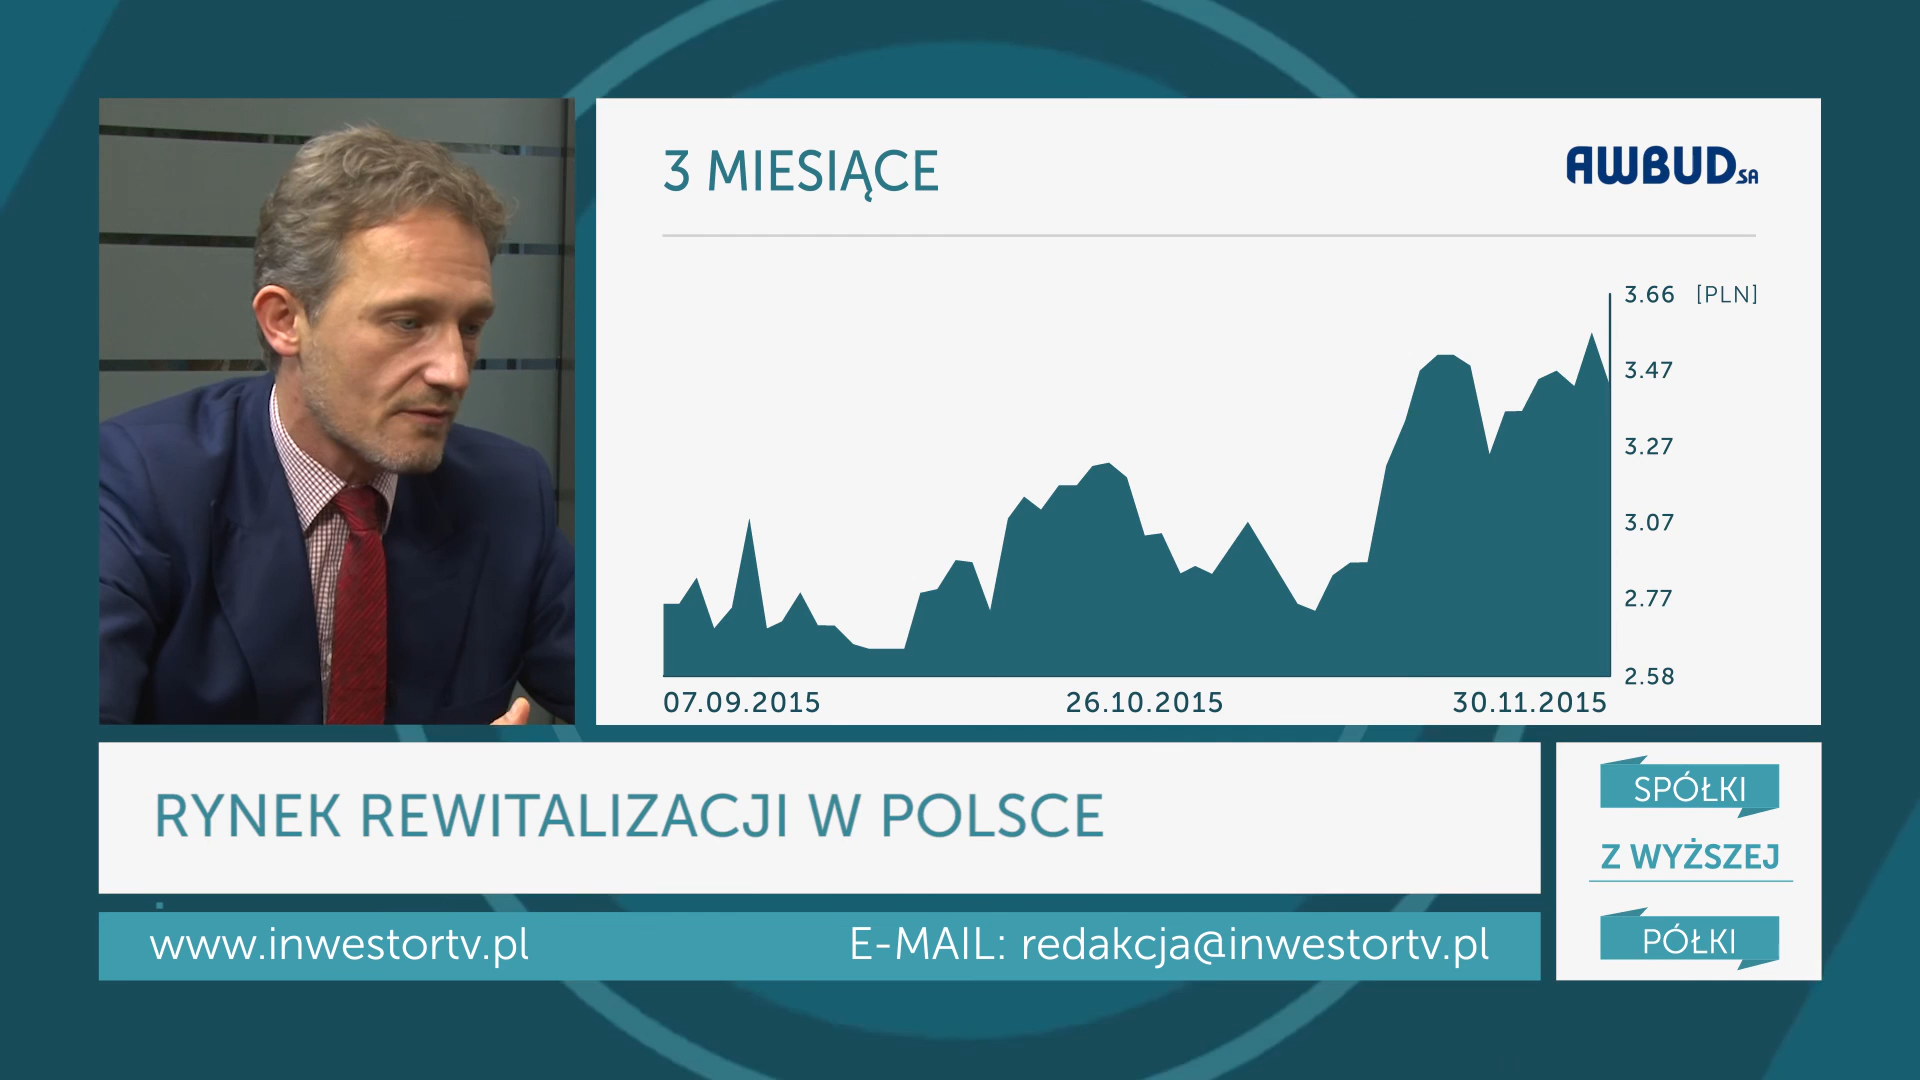 3 MIESIĄCE
AWBUD SA
3.66 [PLN]
3.47
3.27
3.07
2.77
2.58
07.09.2015 26.10.2015 30.11.2015
RYNEK REWITALIZACJI W POLSCE
SPÓŁKI
Z WYŻSZEJ
PÓŁKI
www.inwestortv.pl E-MAIL: redakcja@inwestortv.pl